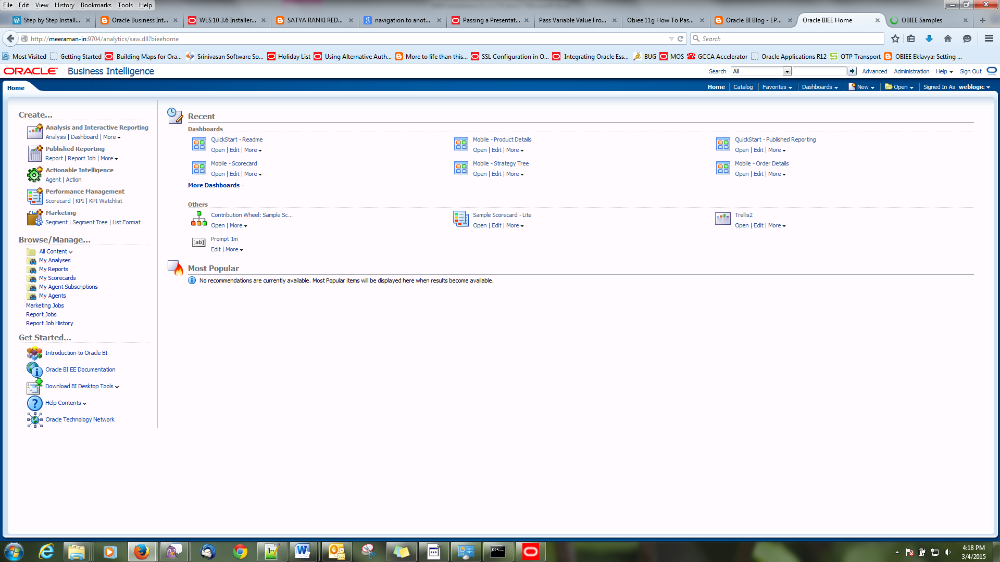 File Edit View History Bookmarks Tools Help
Step by Step Install... Oracle Business Int... WLS 10.3.6 Installer... SATYA RANKI RED... navigation to anot... Passing a Presentat... Pass Variable Value Fro... Obiee 11g How To Pas... Oracle BI Blog - EP... Oracle BIEE Home OBIEE Samples
http://meeraman-in:9704/analytics/saw.dll?bieehome Search
Most Visited Getting Started Building Maps for Ora... Srinivasan Software So... Holiday List Using Alternative Auth... More to life than this... SSL Configuration in O... Integrating Oracle Ess... BUG MOS GCCA Accelerator Oracle Applications R12 OTP Transport OBIEE Eklavya: Setting ...
ORACLE Business Intelligence Search All Advanced Administration Help Sign Out
Home Home Catalog Favorites Dashboards New Open Signed In As weblogic
Create...
Analysis and Interactive Reporting
Analysis | Dashboard | More
Published Reporting
Report | Report Job | More
Actionable Intelligence
Agent | Action
Performance Management
Scorecard | KPI | KPI Watchlist
Marketing
Segment | Segment Tree | List Format
Browse/Manage...
All Content
My Analyses
My Reports
My Scorecards
My Agent Subscriptions
My Agents
Marketing Jobs
Report Jobs
Report Job History
Get Started...
Introduction to Oracle BI
Oracle BI EE Documentation
Download BI Desktop Tools
Help Contents
Oracle Technology Network
Recent
Dashboards
QuickStart - Readme Mobile - Product Details QuickStart - Published Reporting
Open | Edit | More Open | Edit | More Open | Edit | More
Mobile - Scorecard Mobile - Strategy Tree Mobile - Order Details
Open | Edit | More Open | Edit | More Open | Edit | More
More Dashboards
Others
Contribution Wheel: Sample Sc... Sample Scorecard - Lite Trellis2
Open | More Open | Edit | More Open | Edit | More
[ab] Prompt 1m
Edit | More
Most Popular
No recommendations are currently available. Most Popular items will be displayed here when results become available.
4:18 PM
3/4/2015